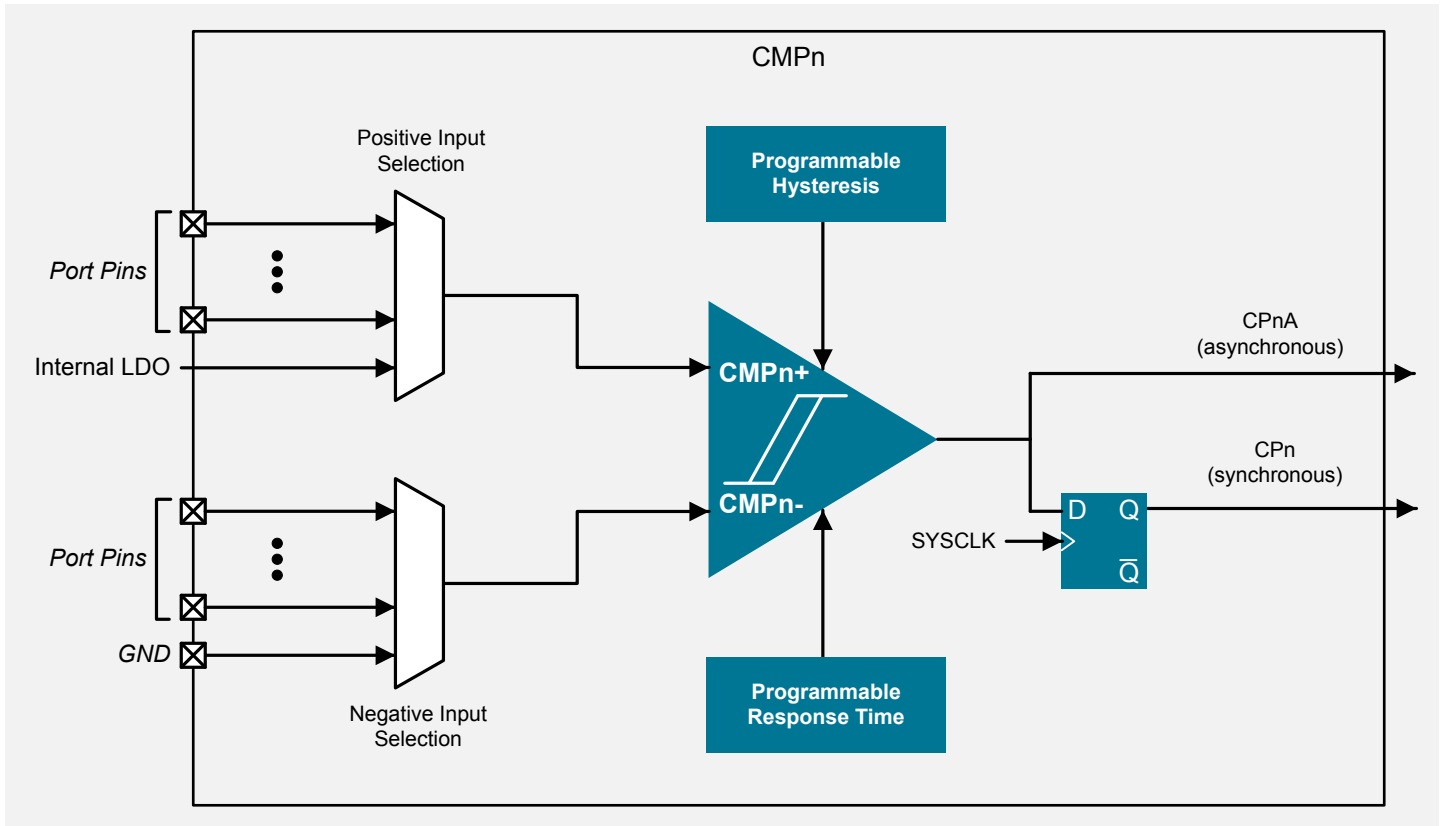 CMPn
Positive Input
Selection
Programmable
Hysteresis
Port Pins
Internal LDO
CPnA
(asynchronous)
CMPn+
CMPn-
CPn
(synchronous)
Port Pins
D Q
SYSCLK
Q̅
GND
Negative Input
Selection
Programmable
Response Time